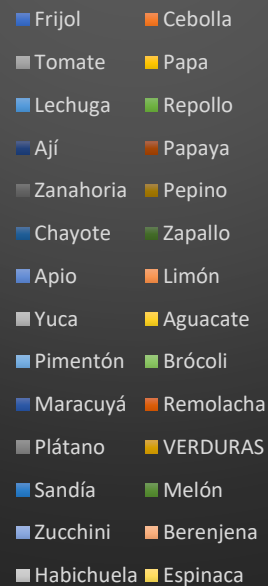 Frijol Cebolla
Tomate Papa
Lechuga Repollo
Ají Papaya
Zanahoria Pepino
Chayote Zapallo
Apio Limón
Yuca Aguacate
Pimentón Brócoli
Maracuyá Remolacha
Plátano VERDURAS
Sandía Melón
Zucchini Berenjena
Habichuela Espinaca